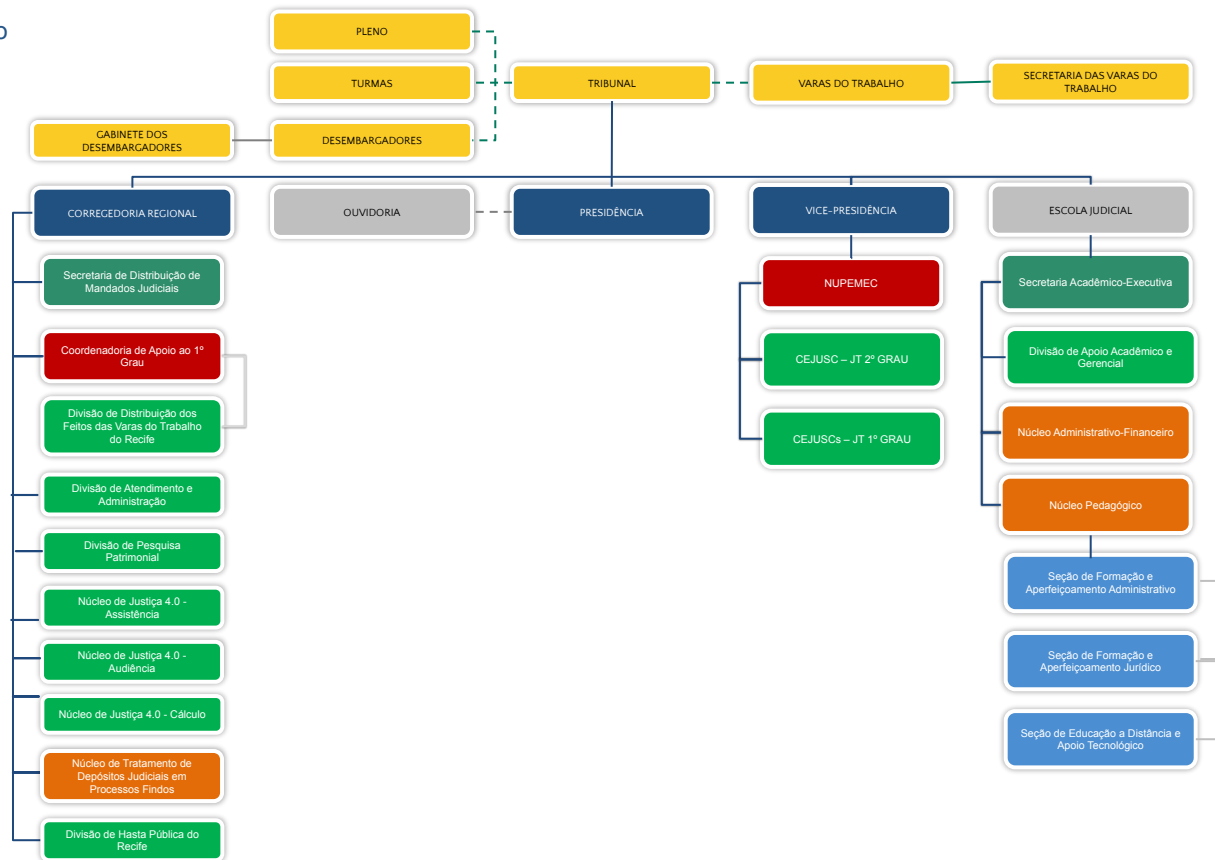 o
PLENO
TURMAS
TRIBUNAL
VARAS DO TRABALHO
SECRETARIA DAS VARAS DO
TRABALHO
GABINETE DOS
DESEMBARGADORES
DESEMBARGADORES
CORREGEDORIA REGIONAL
OUVIDORIA
PRESIDÊNCIA
VICE-PRESIDÊNCIA
ESCOLA JUDICIAL
Secretaria de Distribuição de
Mandados Judiciais
Coordenadoria de Apoio ao 1º
Grau
Divisão de Distribuição dos
Feitos das Varas do Trabalho
do Recife
Divisão de Atendimento e
Administração
Divisão de Pesquisa
Patrimonial
Núcleo de Justiça 4.0 -
Assistência
Núcleo de Justiça 4.0 -
Audiência
Núcleo de Justiça 4.0 - Cálculo
Núcleo de Tratamento de
Depósitos Judiciais em
Processos Findos
Divisão de Hasta Pública do
Recife
NUPEMEC
CEJUSC – JT 2º GRAU
CEJUSCs – JT 1º GRAU
Secretaria Acadêmico-Executiva
Divisão de Apoio Acadêmico e
Gerencial
Núcleo Administrativo-Financeiro
Núcleo Pedagógico
Seção de Formação e
Aperfeiçoamento Administrativo
Seção de Formação e
Aperfeiçoamento Jurídico
Seção de Educação a Distância e
Apoio Tecnológico